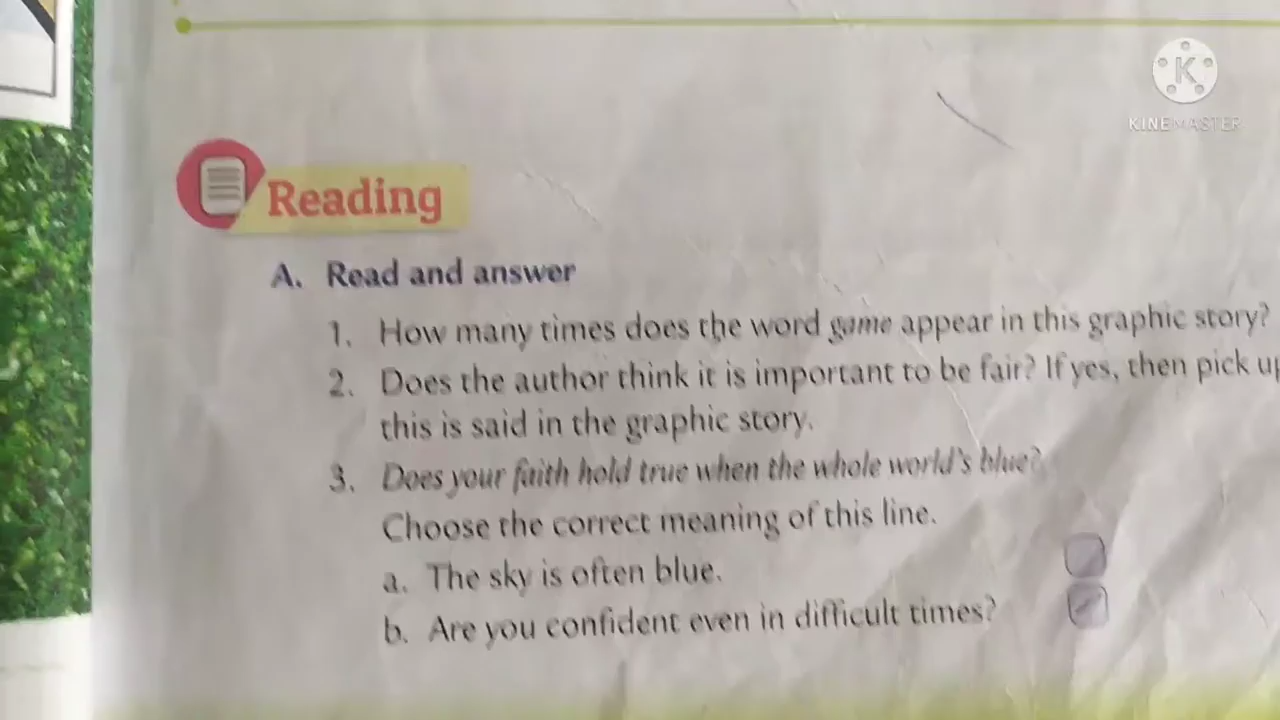 KINEMASTER
Reading
A. Read and answer
1. How many times does the word game appear in this graphic story?
2. Does the author think it is important to be fair? If yes, then pick up
this is said in the graphic story.
3. Does your faith hold true when the whole world's blue?
Choose the correct meaning of this line.
a. The sky is often blue.
b. Are you confident even in difficult times?